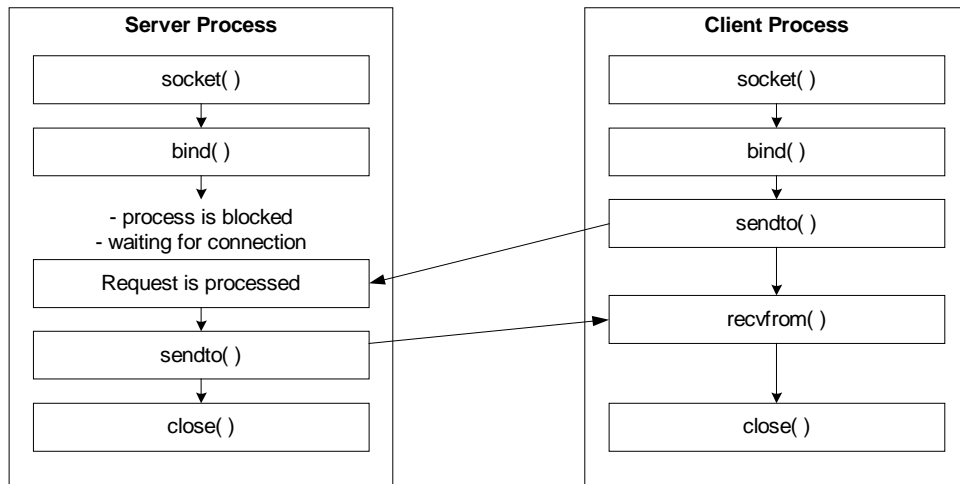 Server Process
socket( )
bind( )
- process is blocked
- waiting for connection
Request is processed
sendto( )
close( )
Client Process
socket( )
bind( )
sendto( )
recvfrom( )
close( )